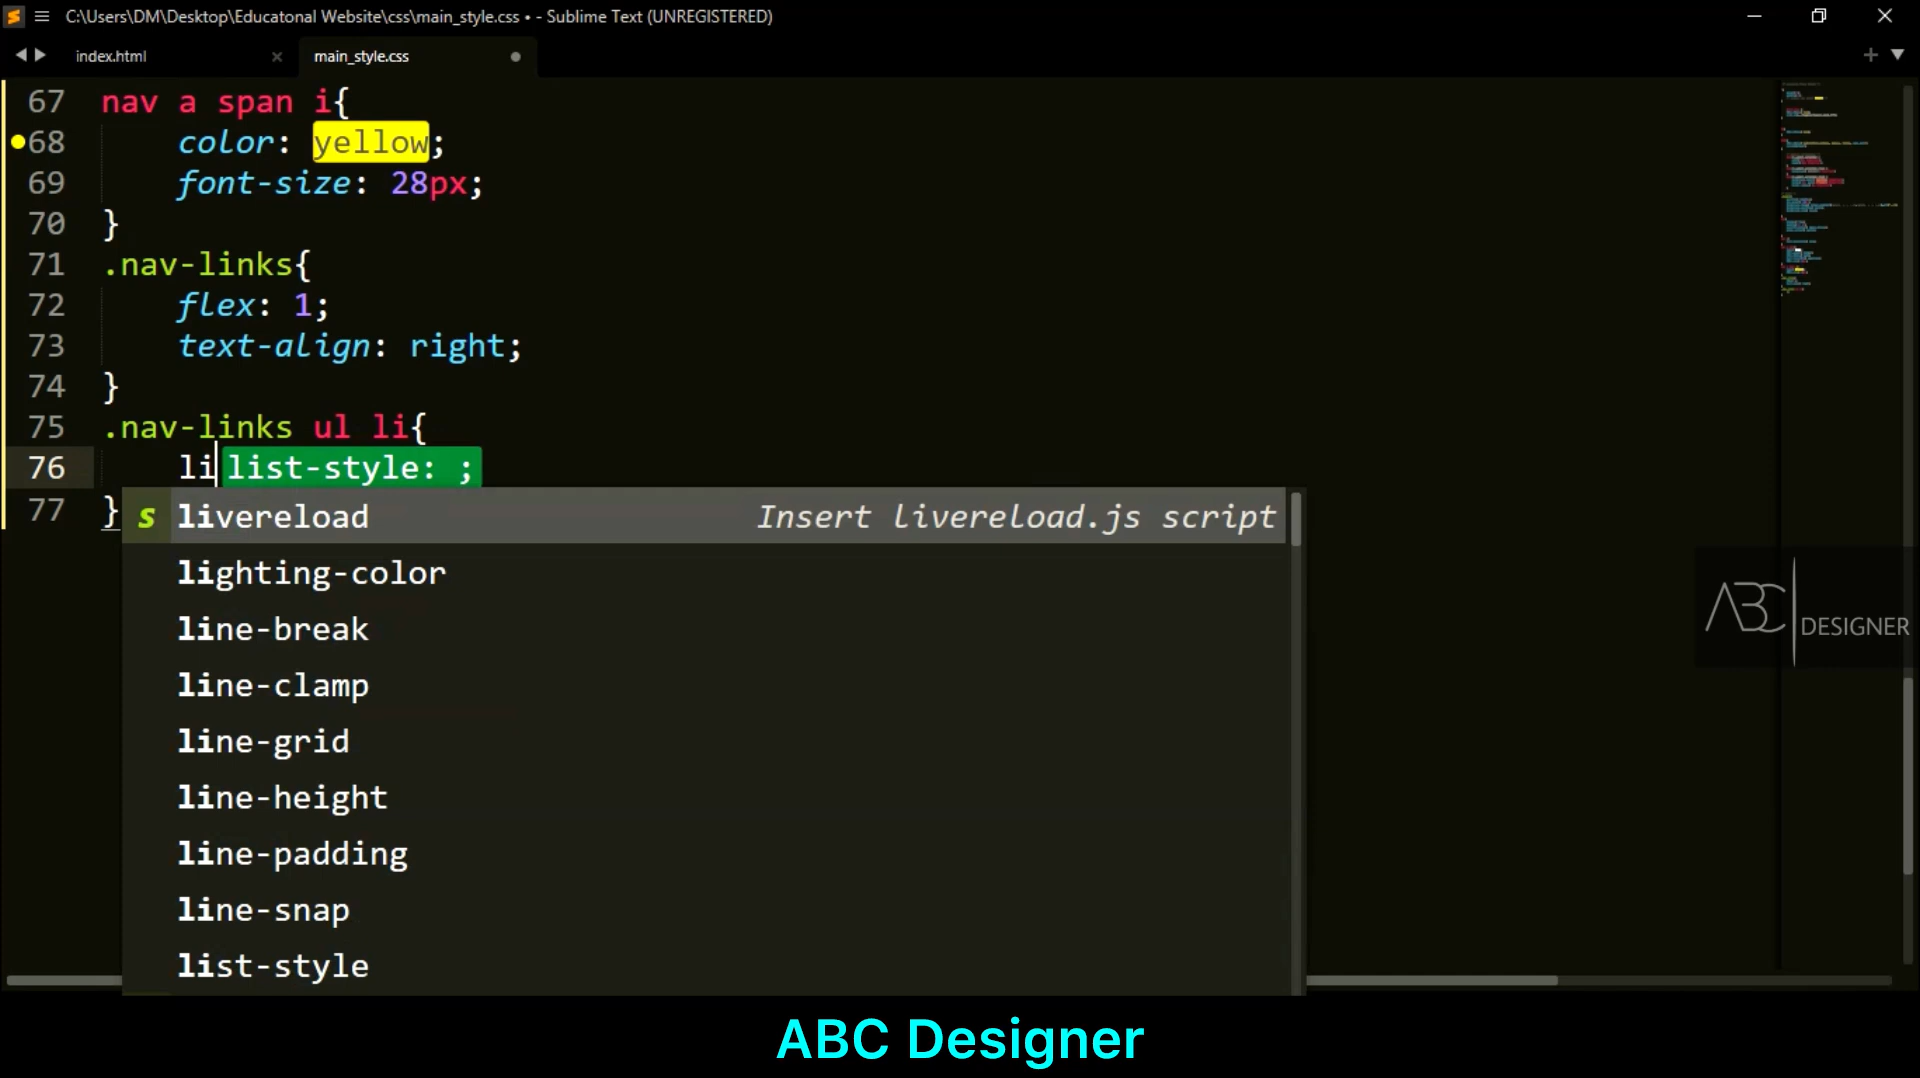 C:\Users\DM\Desktop\Educatonal Website\css\main_style.css • - Sublime Text (UNREGISTERED)
index.html
main_style.css
67 nav a span i{
68 color: yellow;
69 font-size: 28px;
70 }
71 .nav-links{
72 flex: 1;
73 text-align: right;
74 }
75 .nav-links ul li{
76 li list-style: ;
77 }
s livereload Insert livereload.js script
lighting-color
line-break
line-clamp
line-grid
line-height
line-padding
line-snap
list-style
ABC DESIGNER
ABC Designer